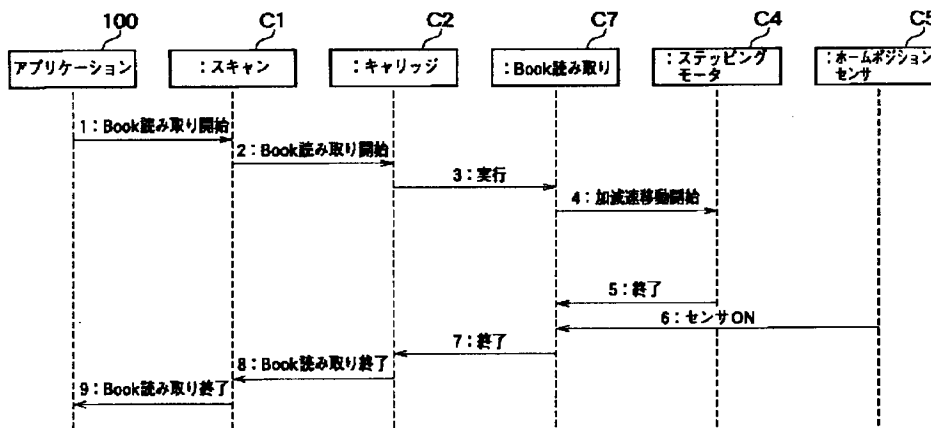 100
C1
C2
C7
C4
C5
アプリケーション
：スキャン
：キャリッジ
：Book読み取り
：ステッピング
モータ
：ホームポジション
センサ
1：Book読み取り開始
2：Book読み取り開始
3：実行
4：加減速移動開始
5：終了
6：センサON
7：終了
8：Book読み取り終了
9：Book読み取り終了